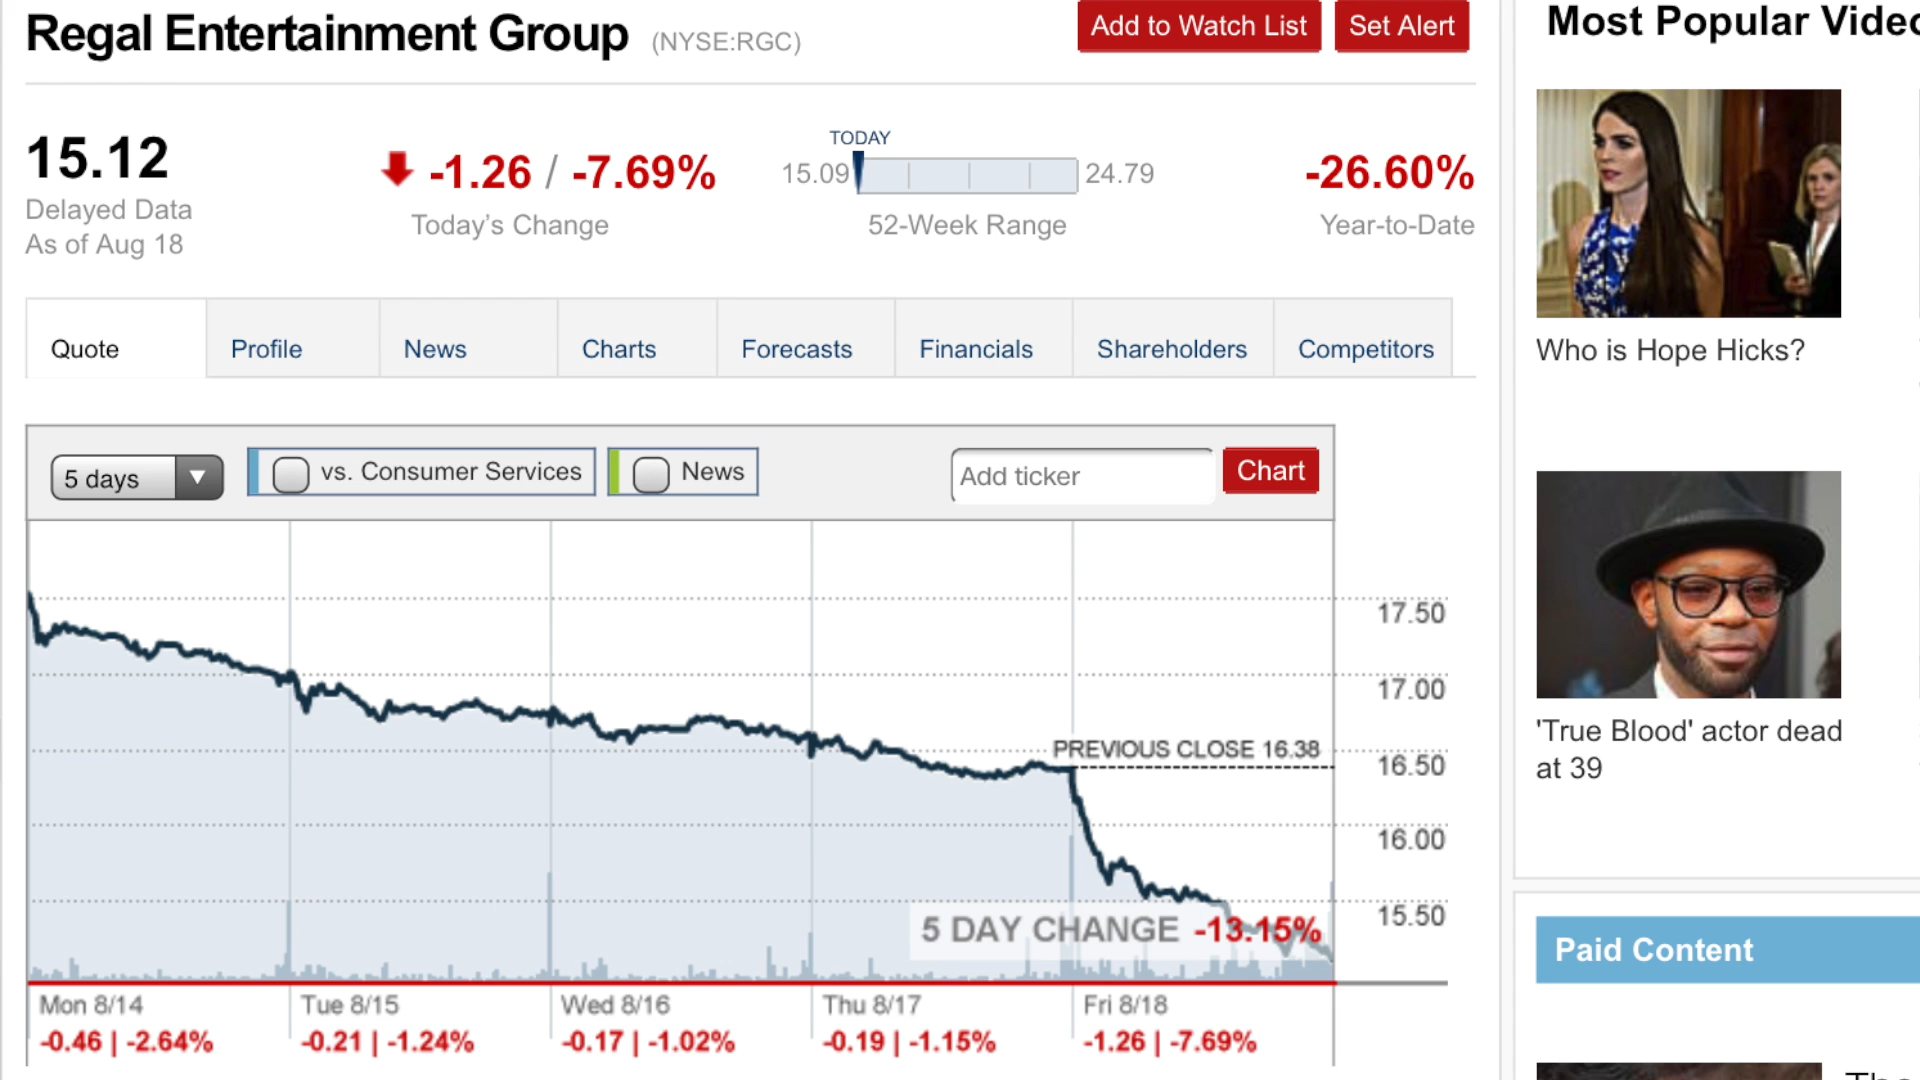 Regal Entertainment Group (NYSE:RGC)
Add to Watch List
Set Alert
15.12
Delayed Data
As of Aug 18
-1.26 / -7.69%
Today's Change
TODAY
15.09
24.79
52-Week Range
-26.60%
Year-to-Date
Quote
Profile
News
Charts
Forecasts
Financials
Shareholders
Competitors
5 days
vs. Consumer Services
News
Add ticker
Chart
17.50
17.00
PREVIOUS CLOSE 16.38
16.50
16.00
15.50
5 DAY CHANGE -13.15%
Mon 8/14
-0.46 | -2.64%
Tue 8/15
-0.21 | -1.24%
Wed 8/16
-0.17 | -1.02%
Thu 8/17
-0.19 | -1.15%
Fri 8/18
-1.26 | -7.69%
Most Popular
Who is Hope Hicks?
'True Blood' actor dead
at 39
Paid Content